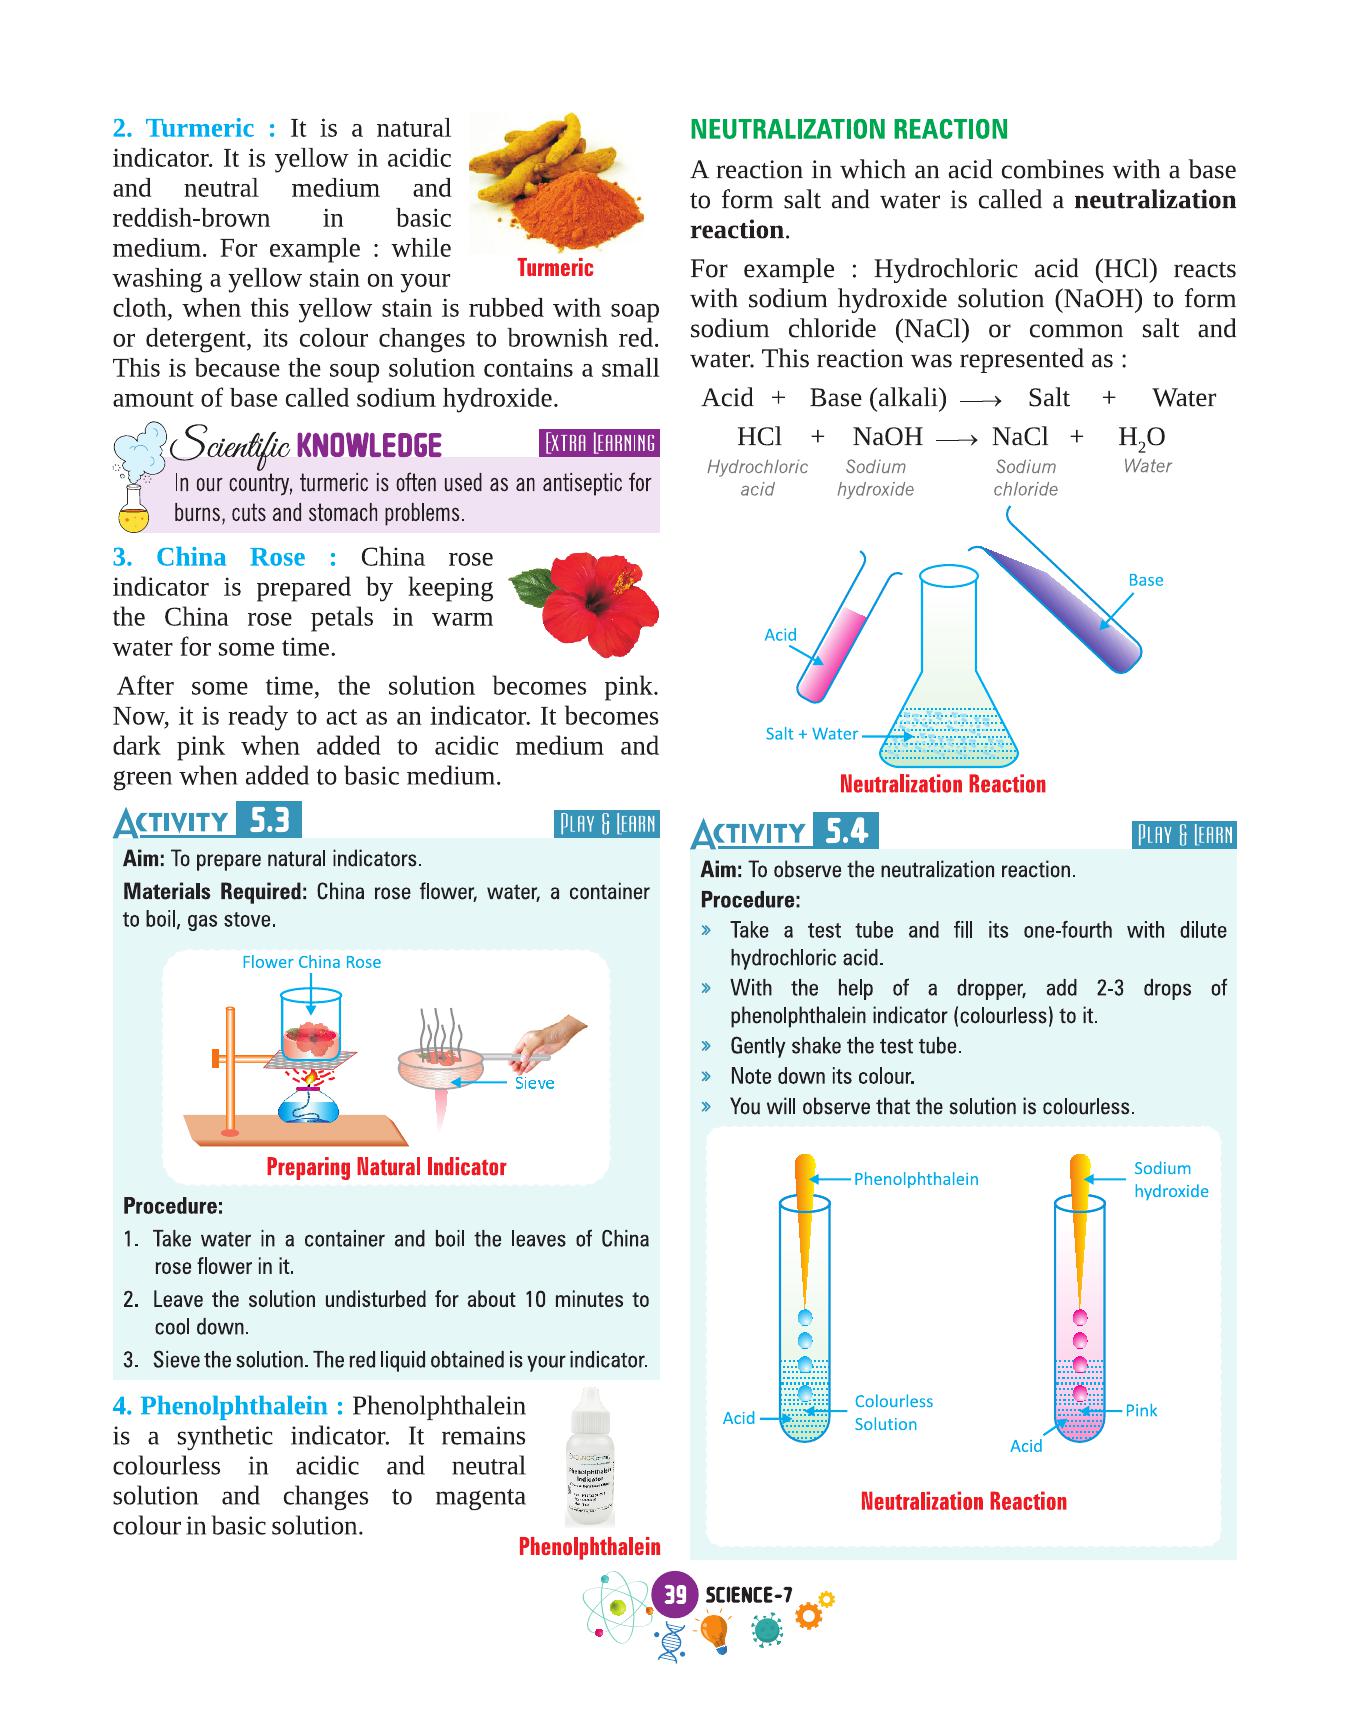 2. Turmeric : It is a natural
indicator. It is yellow in acidic
and neutral medium and
reddish-brown in basic
medium. For example : while
washing a yellow stain on your
cloth, when this yellow stain is rubbed with soap
or detergent, its colour changes to brownish red.
This is because the soup solution contains a small
amount of base called sodium hydroxide.
Turmeric
Scientific KNOWLEDGE
EXTRA LEARNING
In our country, turmeric is often used as an antiseptic for
burns, cuts and stomach problems.
3. China Rose : China rose
indicator is prepared by keeping
the China rose petals in warm
water for some time.
After some time, the solution becomes pink.
Now, it is ready to act as an indicator. It becomes
dark pink when added to acidic medium and
green when added to basic medium.
ACTIVITY 5.3
PLAY & LEARN
Aim: To prepare natural indicators.
Materials Required: China rose flower, water, a container
to boil, gas stove.
Flower China Rose
Sieve
Preparing Natural Indicator
Procedure:
1. Take water in a container and boil the leaves of China
rose flower in it.
2. Leave the solution undisturbed for about 10 minutes to
cool down.
3. Sieve the solution. The red liquid obtained is your indicator.
4. Phenolphthalein : Phenolphthalein
is a synthetic indicator. It remains
colourless in acidic and neutral
solution and changes to magenta
colour in basic solution.
Phenolphthalein
Indicator
Phenolphthalein
NEUTRALIZATION REACTION
A reaction in which an acid combines with a base
to form salt and water is called a neutralization
reaction.
For example : Hydrochloric acid (HCl) reacts
with sodium hydroxide solution (NaOH) to form
sodium chloride (NaCl) or common salt and
water. This reaction was represented as :
Acid + Base (alkali) ⟶ Salt + Water
HCl + NaOH ⟶ NaCl + H₂O
Hydrochloric Sodium Sodium Water
acid hydroxide chloride
Base
Acid
Salt + Water
Neutralization Reaction
ACTIVITY 5.4
PLAY & LEARN
Aim: To observe the neutralization reaction.
Procedure:
» Take a test tube and fill its one-fourth with dilute
hydrochloric acid.
» With the help of a dropper, add 2-3 drops of
phenolphthalein indicator (colourless) to it.
» Gently shake the test tube.
» Note down its colour.
» You will observe that the solution is colourless.
Phenolphthalein
Sodium
hydroxide
Acid
Colourless
Solution
Pink
Acid
Neutralization Reaction
39 SCIENCE-7